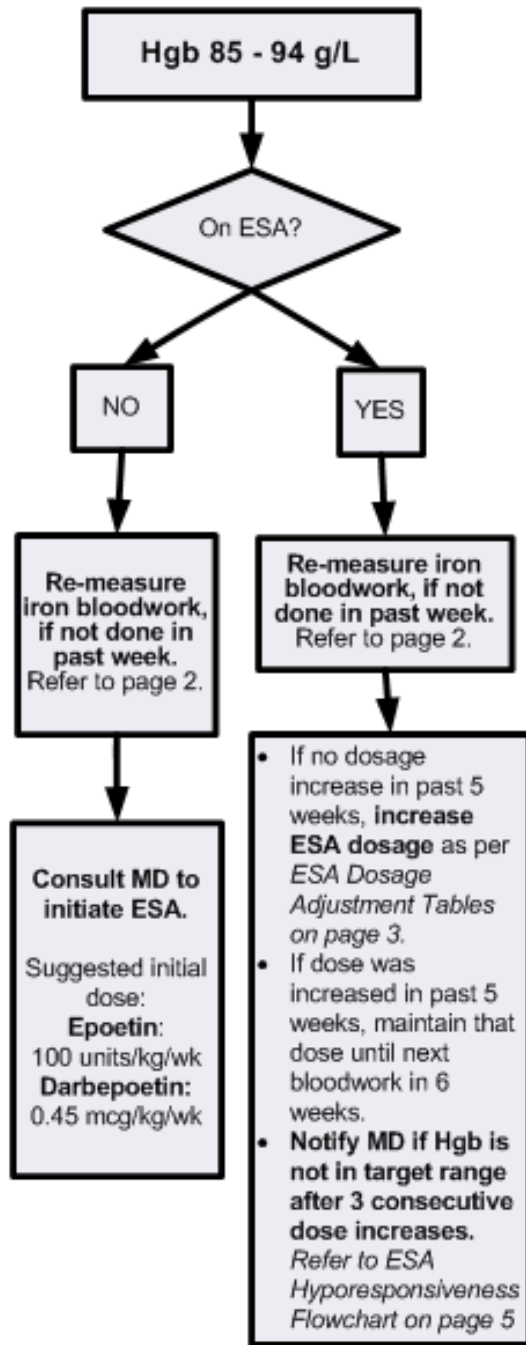 Hgb 85 - 94 g/L
On ESA?
NO
YES
Re-measure
iron bloodwork,
if not done in
past week.
Refer to page 2.
Re-measure iron
bloodwork, if not
done in past week.
Refer to page 2.
Consult MD to
initiate ESA.
Suggested initial
dose:
Epoetin:
100 units/kg/wk
Darbepoetin:
0.45 mcg/kg/wk
• If no dosage
increase in past 5
weeks, increase
ESA dosage as per
ESA Dosage
Adjustment Tables
on page 3.
• If dose was
increased in past 5
weeks, maintain that
dose until next
bloodwork in 6
weeks.
• Notify MD if Hgb is
not in target range
after 3 consecutive
dose increases.
Refer to ESA
Hyporesponsiveness
Flowchart on page 5